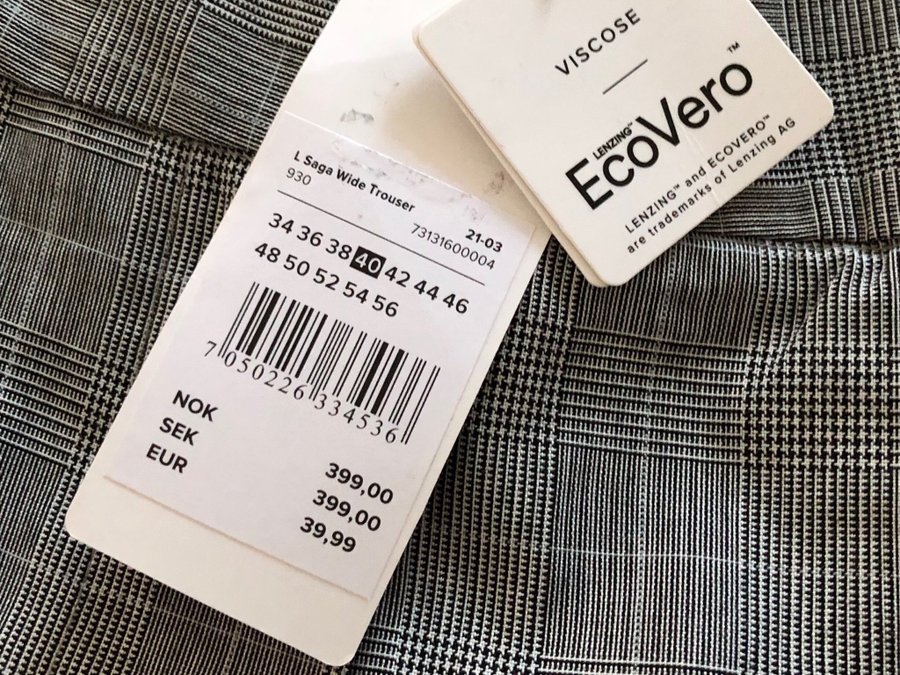 VISCOSE
LENZING™
EcoVero™
LENZING™ and ECOVERO™
are trademarks of Lenzing AG
L Saga Wide Trouser
930
21-03
73131600004
34 36 38 40 42 44 46
48 50 52 54 56
7 050226 334536
NOK 399,00
SEK 399,00
EUR 39,99